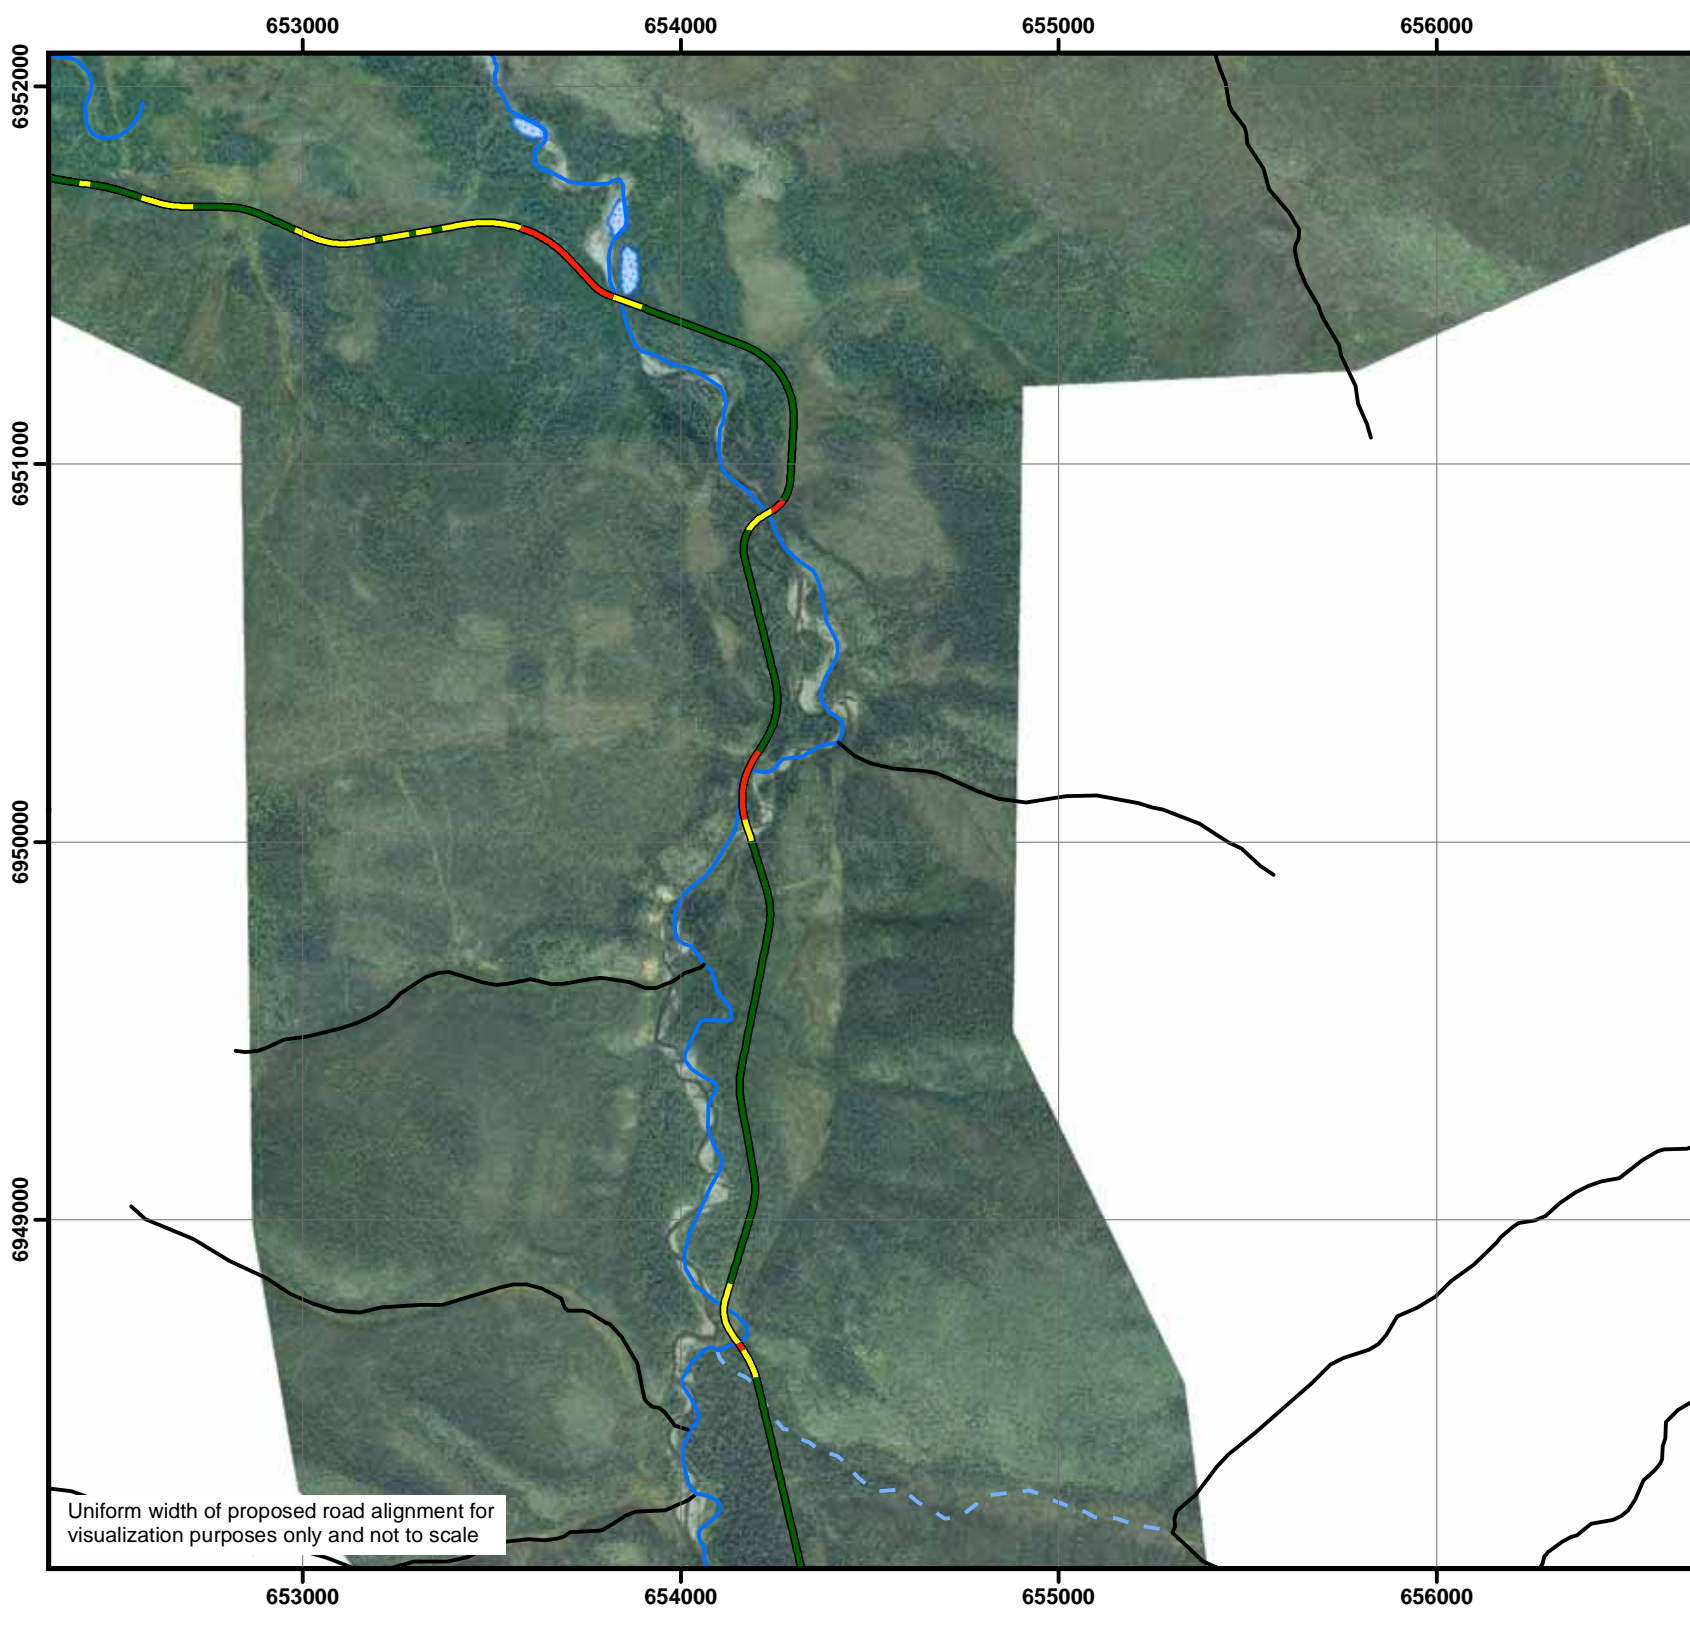 653000 654000 655000 656000
6952000
6951000
6950000
6949000
Uniform width of proposed road alignment for
visualization purposes only and not to scale
653000 654000 655000 656000